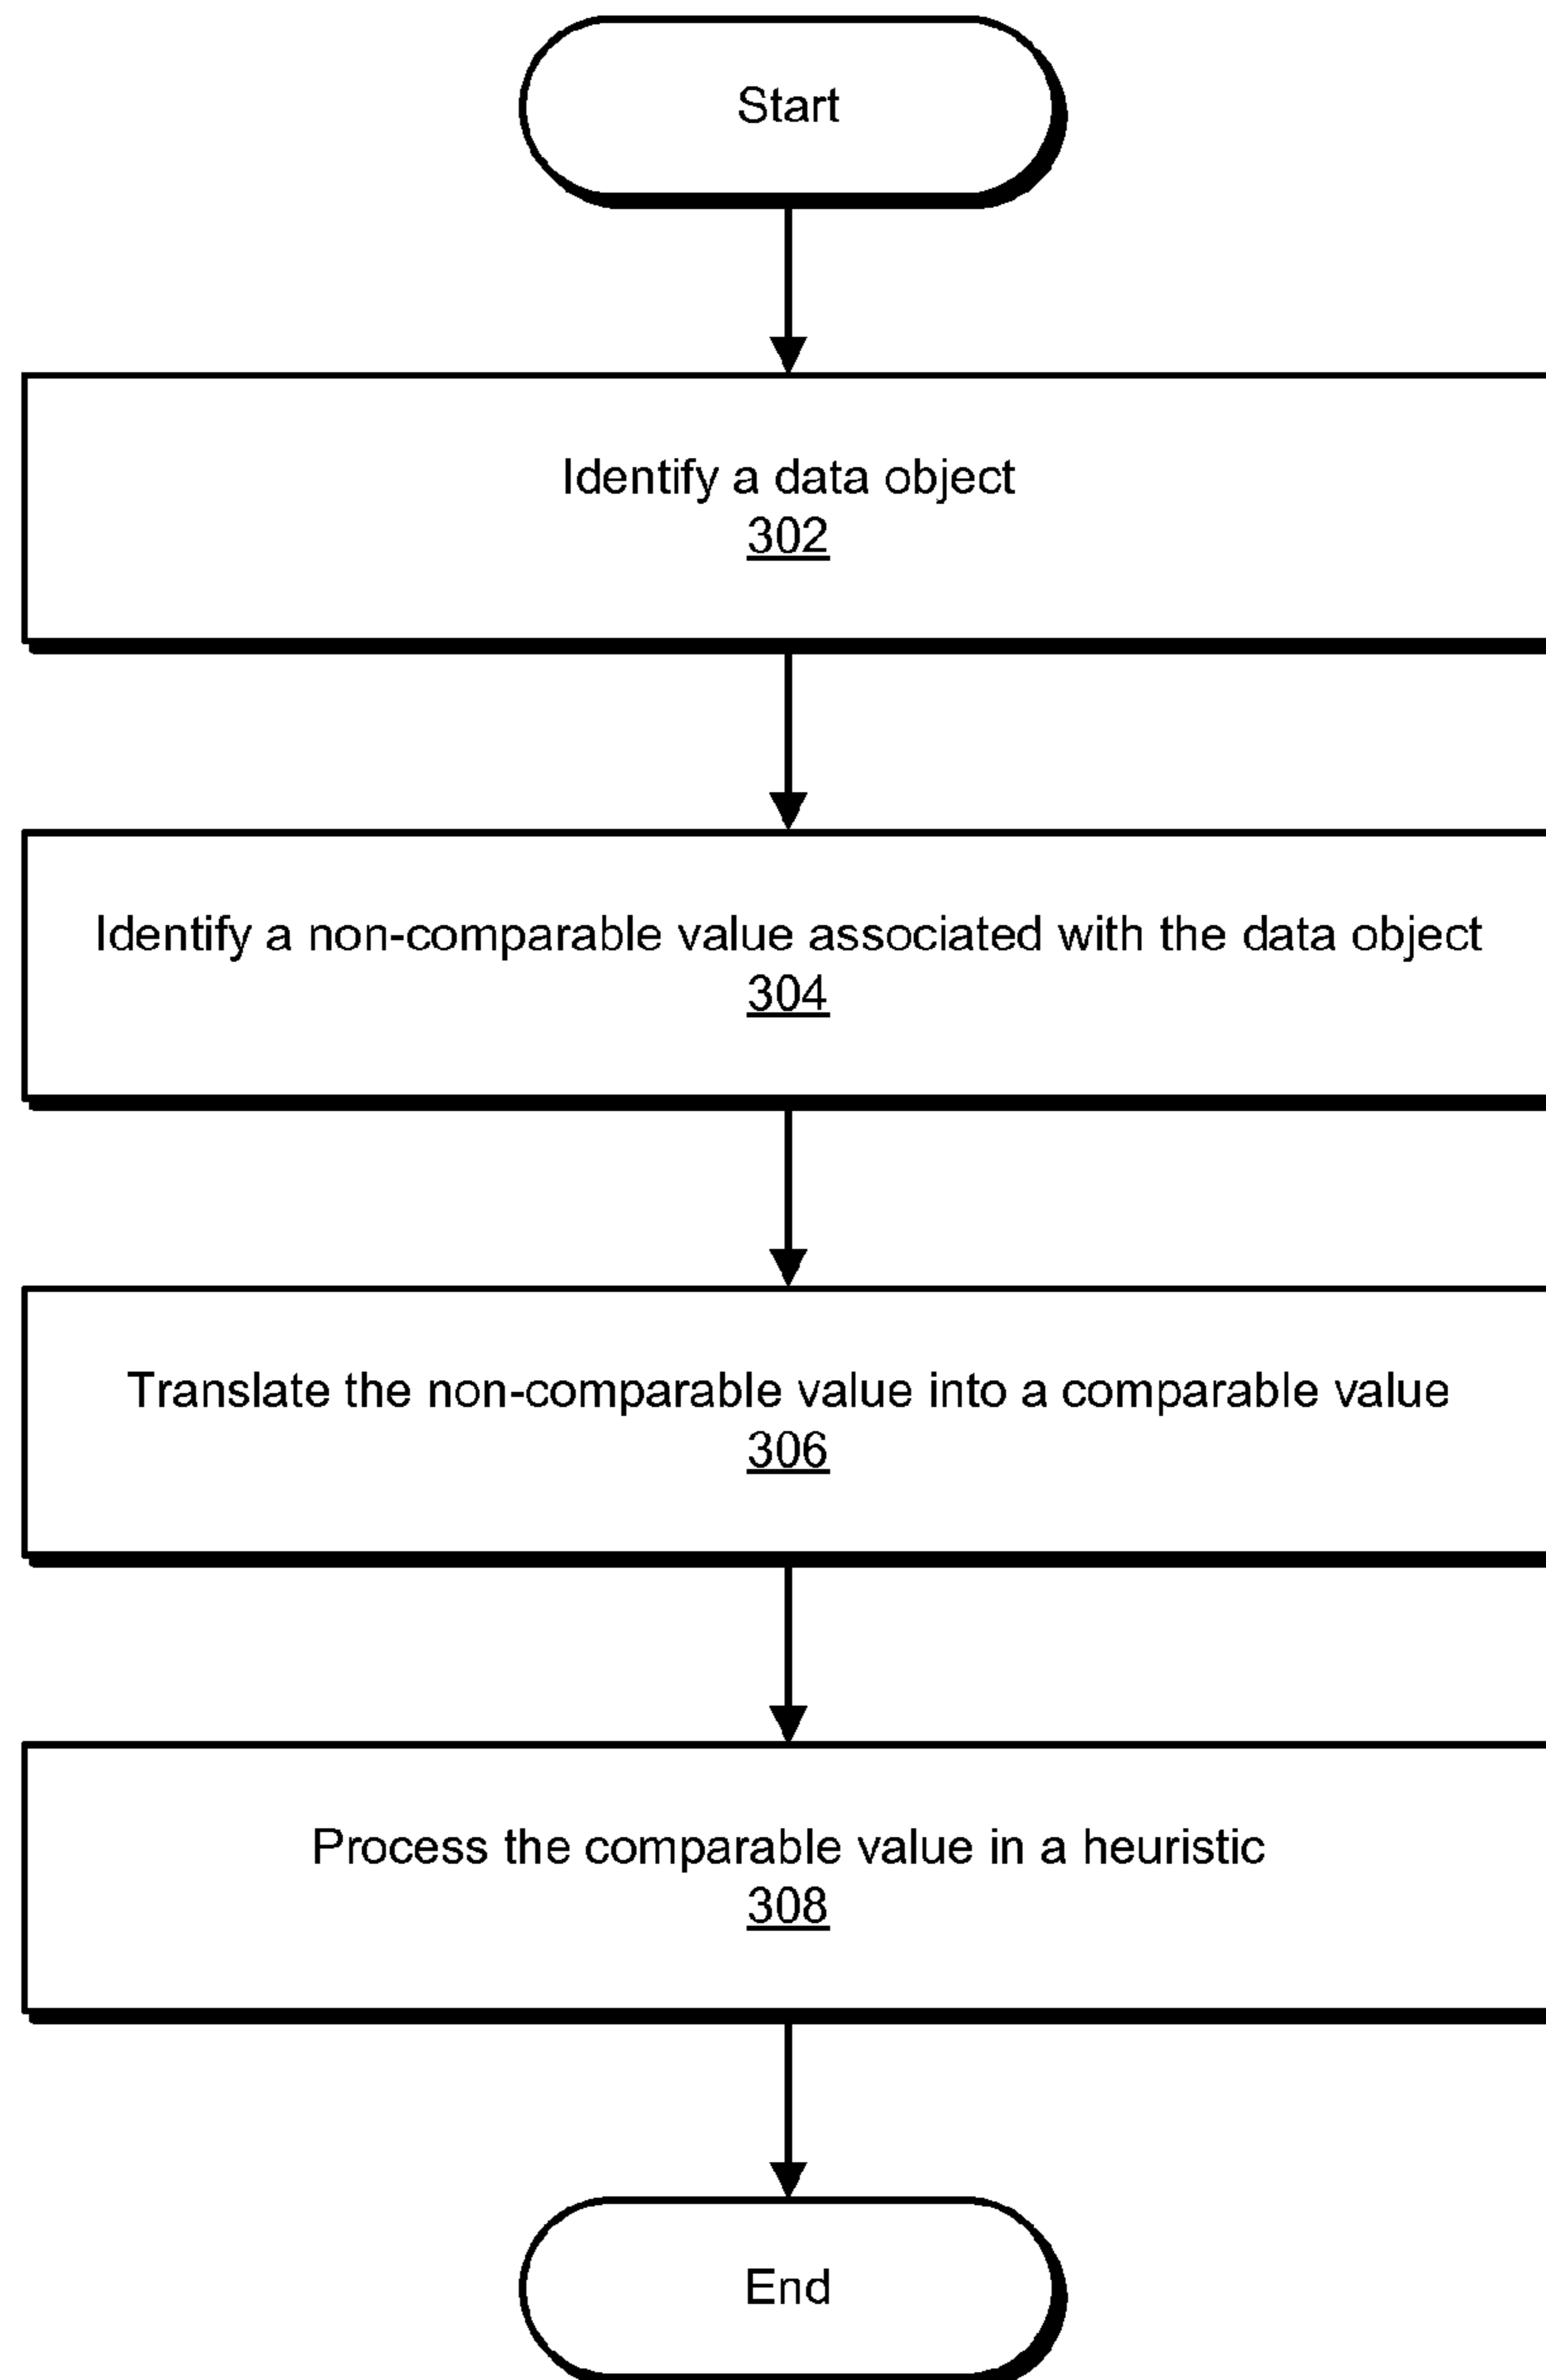 Start
Identify a data object
302
Identify a non-comparable value associated with the data object
304
Translate the non-comparable value into a comparable value
306
Process the comparable value in a heuristic
308
End